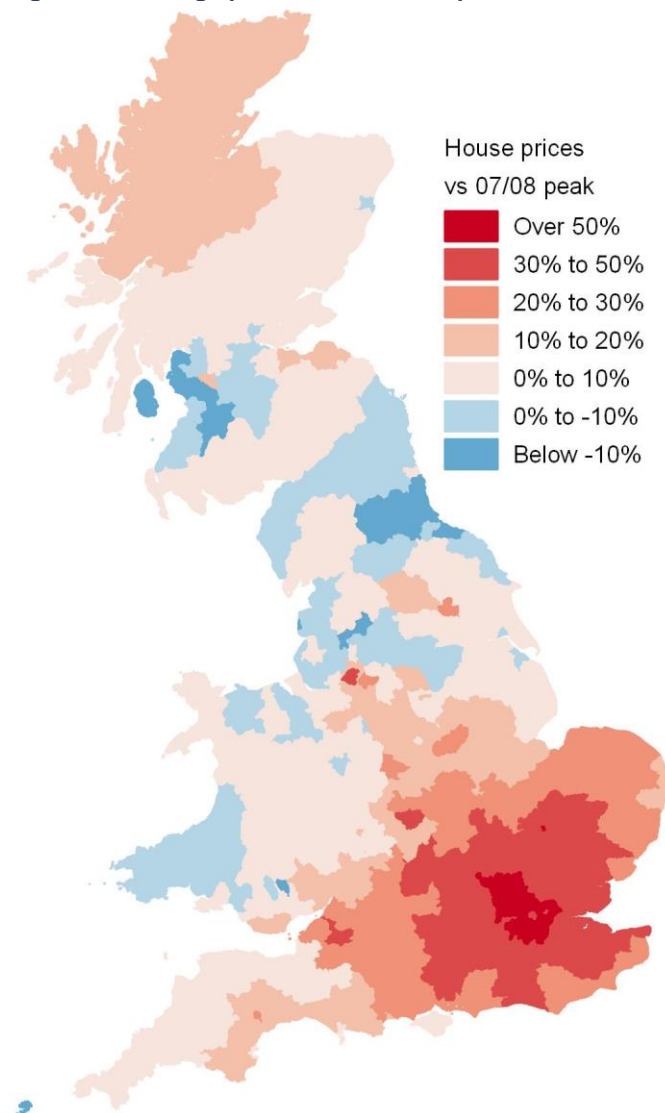 House prices
vs 07/08 peak
Over 50%
30% to 50%
20% to 30%
10% to 20%
0% to 10%
0% to -10%
Below -10%